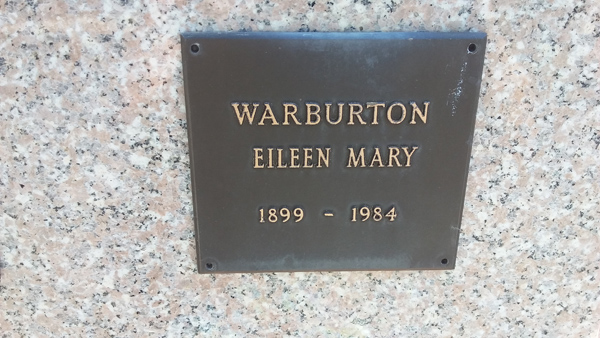 WARBURTON
EILEEN MARY
1899 - 1984